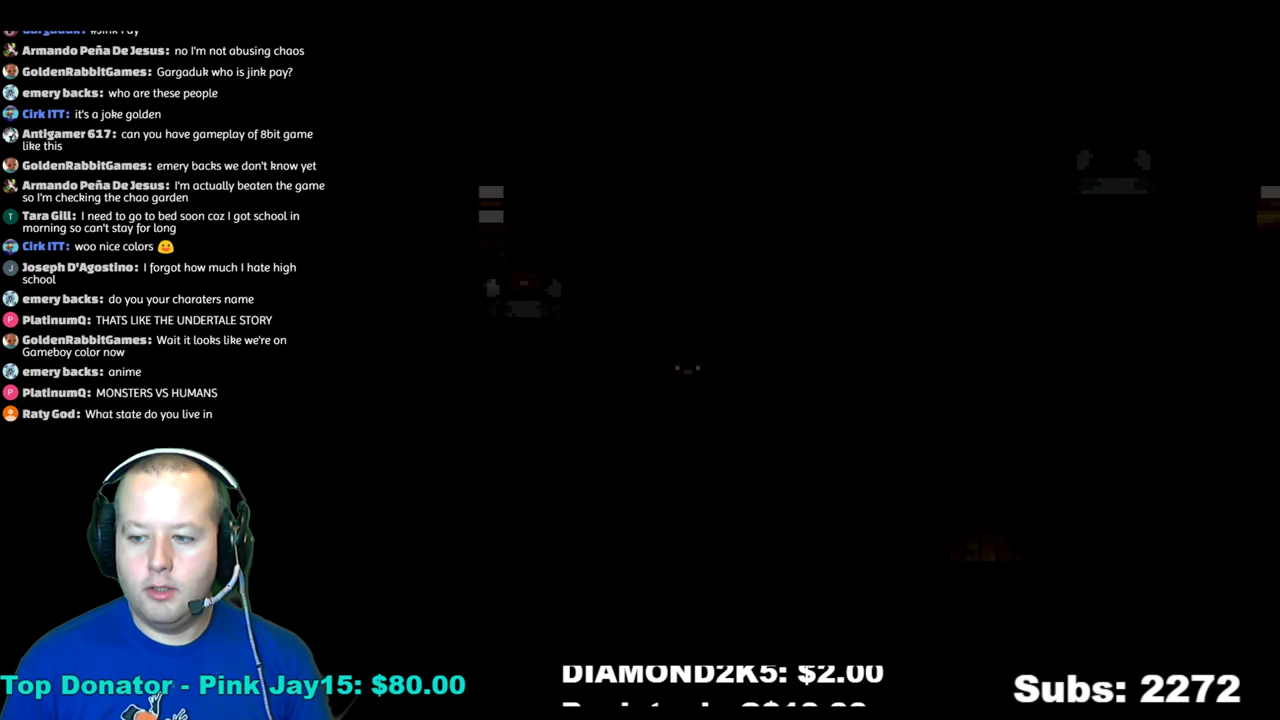 Armando Peña De Jesus: no I'm not abusing chaos
GoldenRabbitGames: Gargaduk who is jink pay?
emery backs: who are these people
Cirk ITT: it's a joke golden
Antigamer 617: can you have gameplay of 8bit game
like this
GoldenRabbitGames: emery backs we don't know yet
Armando Peña De Jesus: I'm actually beaten the game
so I'm checking the chao garden
T Tara Gill: I need to go to bed soon coz I got school in
morning so can't stay for long
Cirk ITT: woo nice colors
J Joseph D'Agostino: I forgot how much I hate high
school
emery backs: do you your charaters name
P PlatinumQ: THATS LIKE THE UNDERTALE STORY
GoldenRabbitGames: Wait it looks like we're on
Gameboy color now
emery backs: anime
P PlatinumQ: MONSTERS VS HUMANS
Raty God: What state do you live in
Top Donator - Pink Jay15: $80.00
DIAMOND2K5: $2.00
Subs: 2272